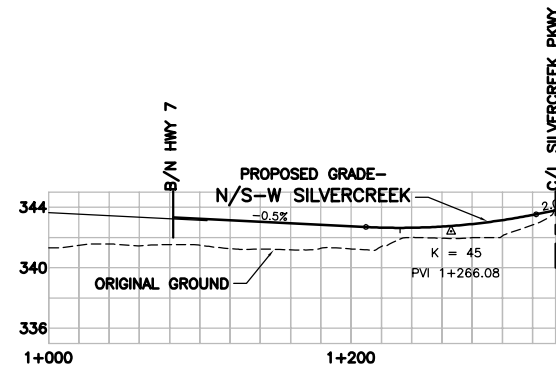 B/N HWY 7
C/L SILVERCREEK PKWY
PROPOSED GRADE-
N/S-W SILVERCREEK
344
-0.5%
K = 45
340
PVI 1+266.08
ORIGINAL GROUND
336
1+000
1+200